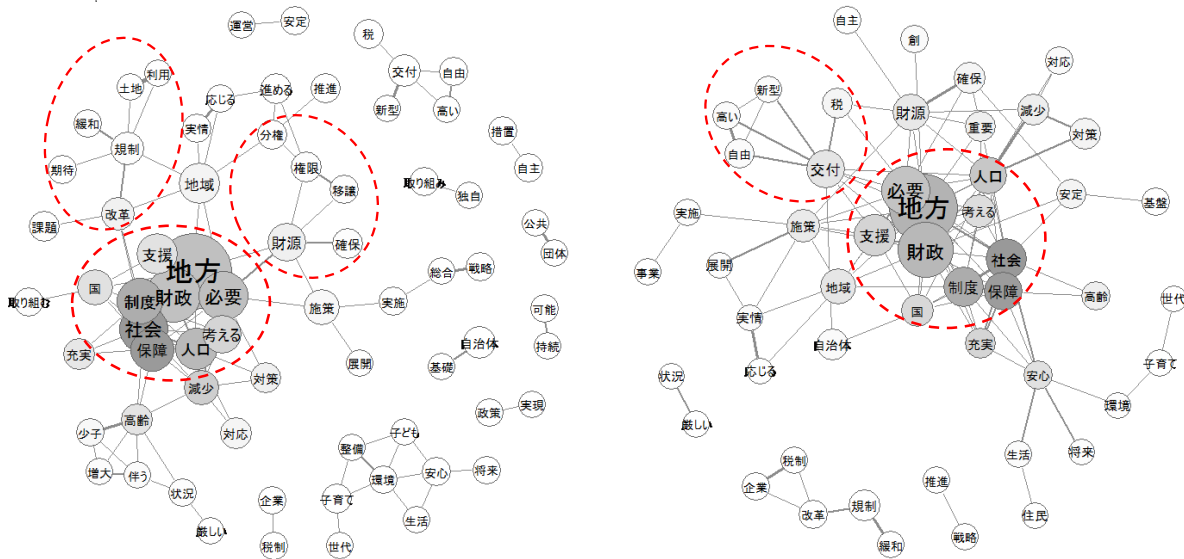 運営
安定
税
交付
自由
新型
高い
土地
利用
緩和
規制
期待
改革
課題
応じる
進める
推進
実情
分権
地域
権限
移譲
財源
確保
措置
自主
取り組み
独自
公共
団体
支援
地方
国
制度
財政
必要
取り組む
社会
考える
充実
保障
人口
減少
対策
施策
実施
総合
戦略
展開
可能
持続
自治体
基礎
政策
実現
高齢
対応
少子
増大
伴う
状況
厳しい
企業
税制
整備
子ども
環境
安心
将来
子育て
生活
世代
自主
創
対応
新型
税
確保
高い
財源
減少
自由
重要
対策
交付
人口
必要
地方
考える
安定
基盤
実施
施策
支援
財政
社会
事業
展開
地域
制度
保障
高齢
国
実情
自治体
充実
世代
応じる
安心
子育て
状況
環境
厳しい
生活
将来
税制
企業
推進
改革
規制
戦略
住民
緩和